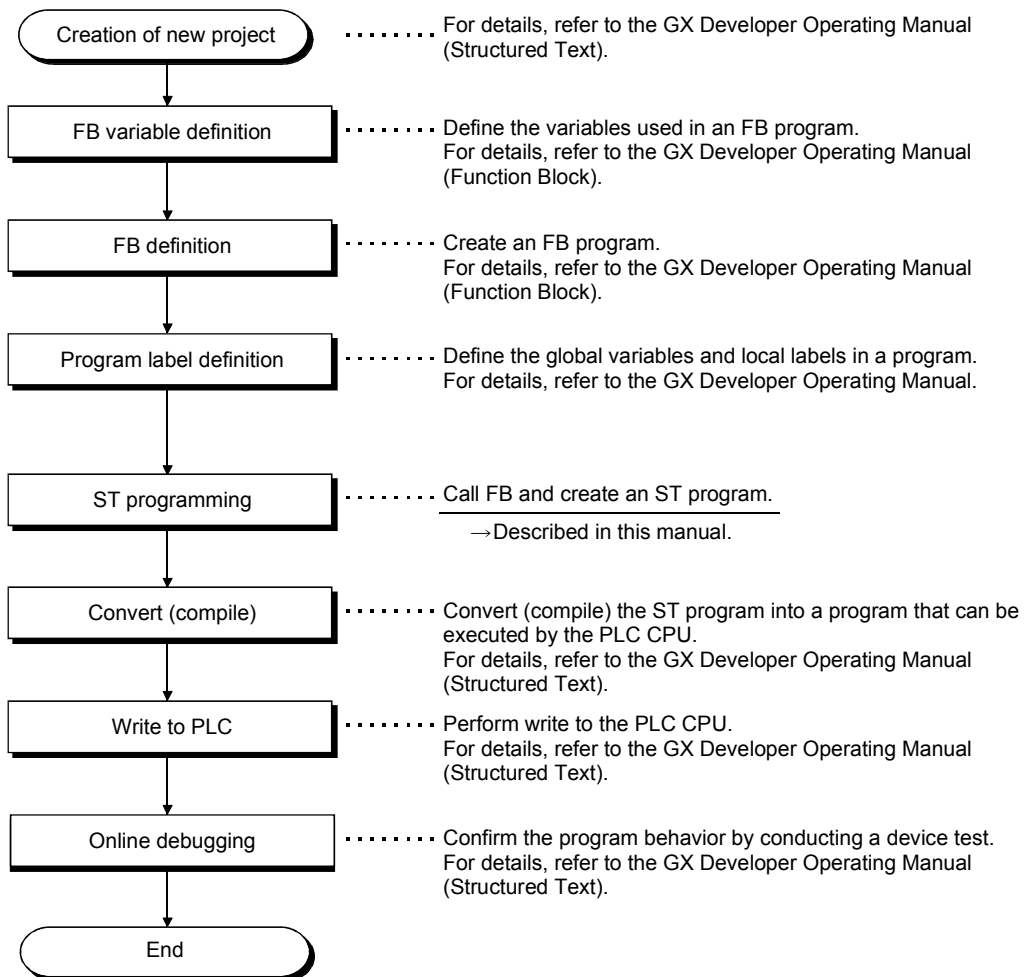 Creation of new project
For details, refer to the GX Developer Operating Manual
(Structured Text).
FB variable definition
Define the variables used in an FB program.
For details, refer to the GX Developer Operating Manual
(Function Block).
FB definition
Create an FB program.
For details, refer to the GX Developer Operating Manual
(Function Block).
Program label definition
Define the global variables and local labels in a program.
For details, refer to the GX Developer Operating Manual.
ST programming
Call FB and create an ST program.
→Described in this manual.
Convert (compile)
Convert (compile) the ST program into a program that can be
executed by the PLC CPU.
For details, refer to the GX Developer Operating Manual
(Structured Text).
Write to PLC
Perform write to the PLC CPU.
For details, refer to the GX Developer Operating Manual
(Structured Text).
Online debugging
Confirm the program behavior by conducting a device test.
For details, refer to the GX Developer Operating Manual
(Structured Text).
End